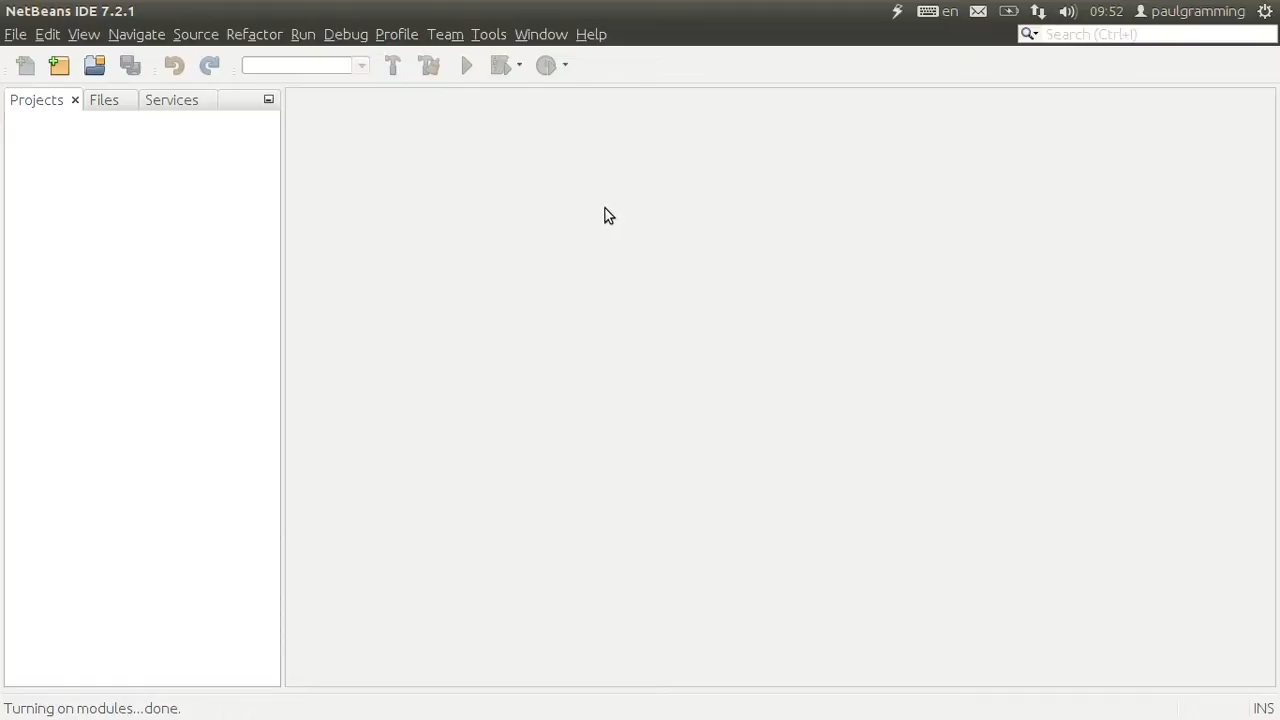 NetBeans IDE 7.2.1 en 09:52 paulgramming
File Edit View Navigate Source Refactor Run Debug Profile Team Tools Window Help Search (Ctrl+I)
Projects Files Services
Turning on modules...done. INS